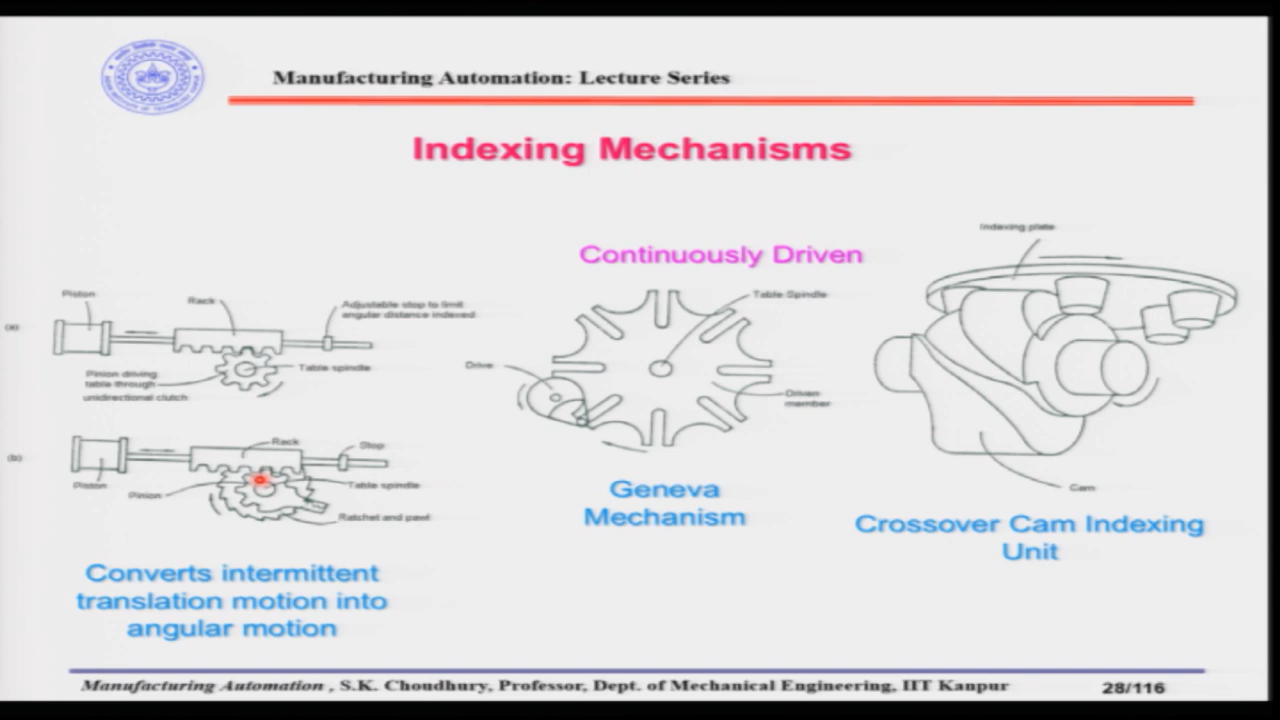 Manufacturing Automation: Lecture Series
Indexing Mechanisms
Continuously Driven
(a)
Piston
Rack
Adjustable stop to limit
angular distance indexed
Pinion driving
table through
unidirectional clutch
Table spindle
(b)
Piston
Pinion
Rack
Stop
Table spindle
Ratchet and pawl
Converts intermittent
translation motion into
angular motion
Drive
Table Spindle
Driven
member
Geneva
Mechanism
Indexing plate
Cam
Crossover Cam Indexing
Unit
Manufacturing Automation , S.K. Choudhury, Professor, Dept. of Mechanical Engineering, IIT Kanpur
28/116